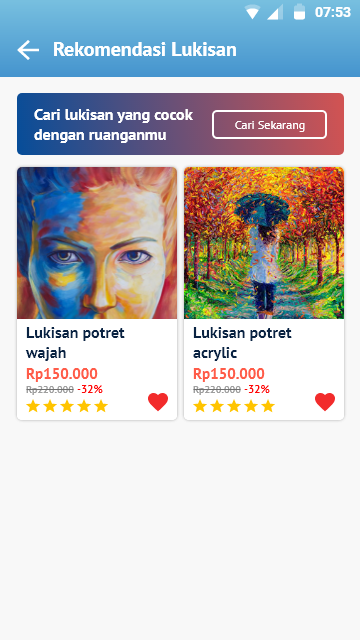 07:53
Rekomendasi Lukisan
Cari lukisan yang cocok
dengan ruanganmu
Cari Sekarang
Lukisan potret
wajah
Rp150.000
Rp220.000 -32%
Lukisan potret
acrylic
Rp150.000
Rp220.000 -32%